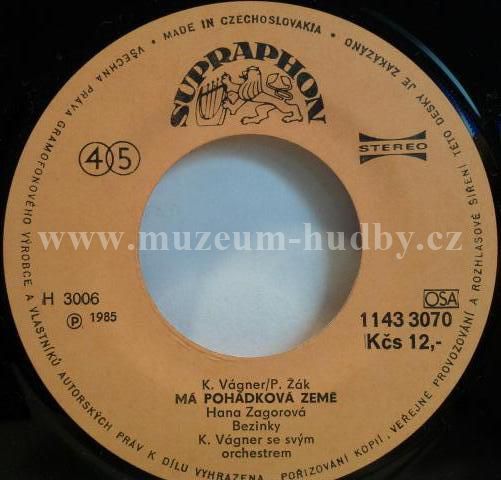 VŠECHNA PRÁVA GRAMOFONOVÉHO VÝROBCE A VLASTNÍKŮ AUTORSKÝCH PRÁV K DÍLU VYHRAZENA. POŘIZOVÁNÍ KOPIÍ, VEŘEJNÉ PROVOZOVÁNÍ A ROZHLASOVÉ ŠÍŘENÍ TÉTO DESKY JE ZAKÁZÁNO
• MADE IN CZECHOSLOVAKIA •
SUPRAPHON
45
STEREO
www.muzeum-hudby.cz
H 3006
OSA
℗ 1985
1143 3070
Kčs 12,-
K. Vágner/P. Žák
MÁ POHÁDKOVÁ ZEMĚ
Hana Zagorová
Bezinky
K. Vágner se svým
orchestrem